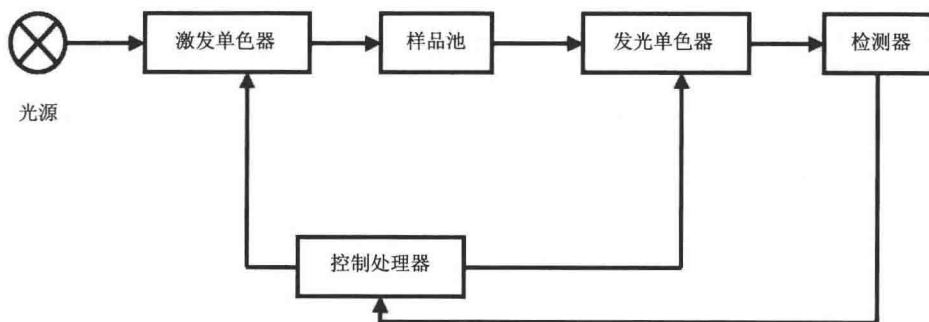 激发单色器
样品池
发光单色器
检测器
光源
控制处理器